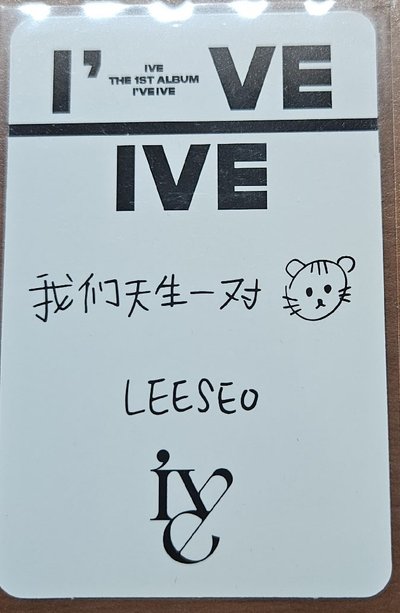 I'VE
IVE
THE 1ST ALBUM
I'VE IVE
IVE
我们天生一对
LEESEO
IVE